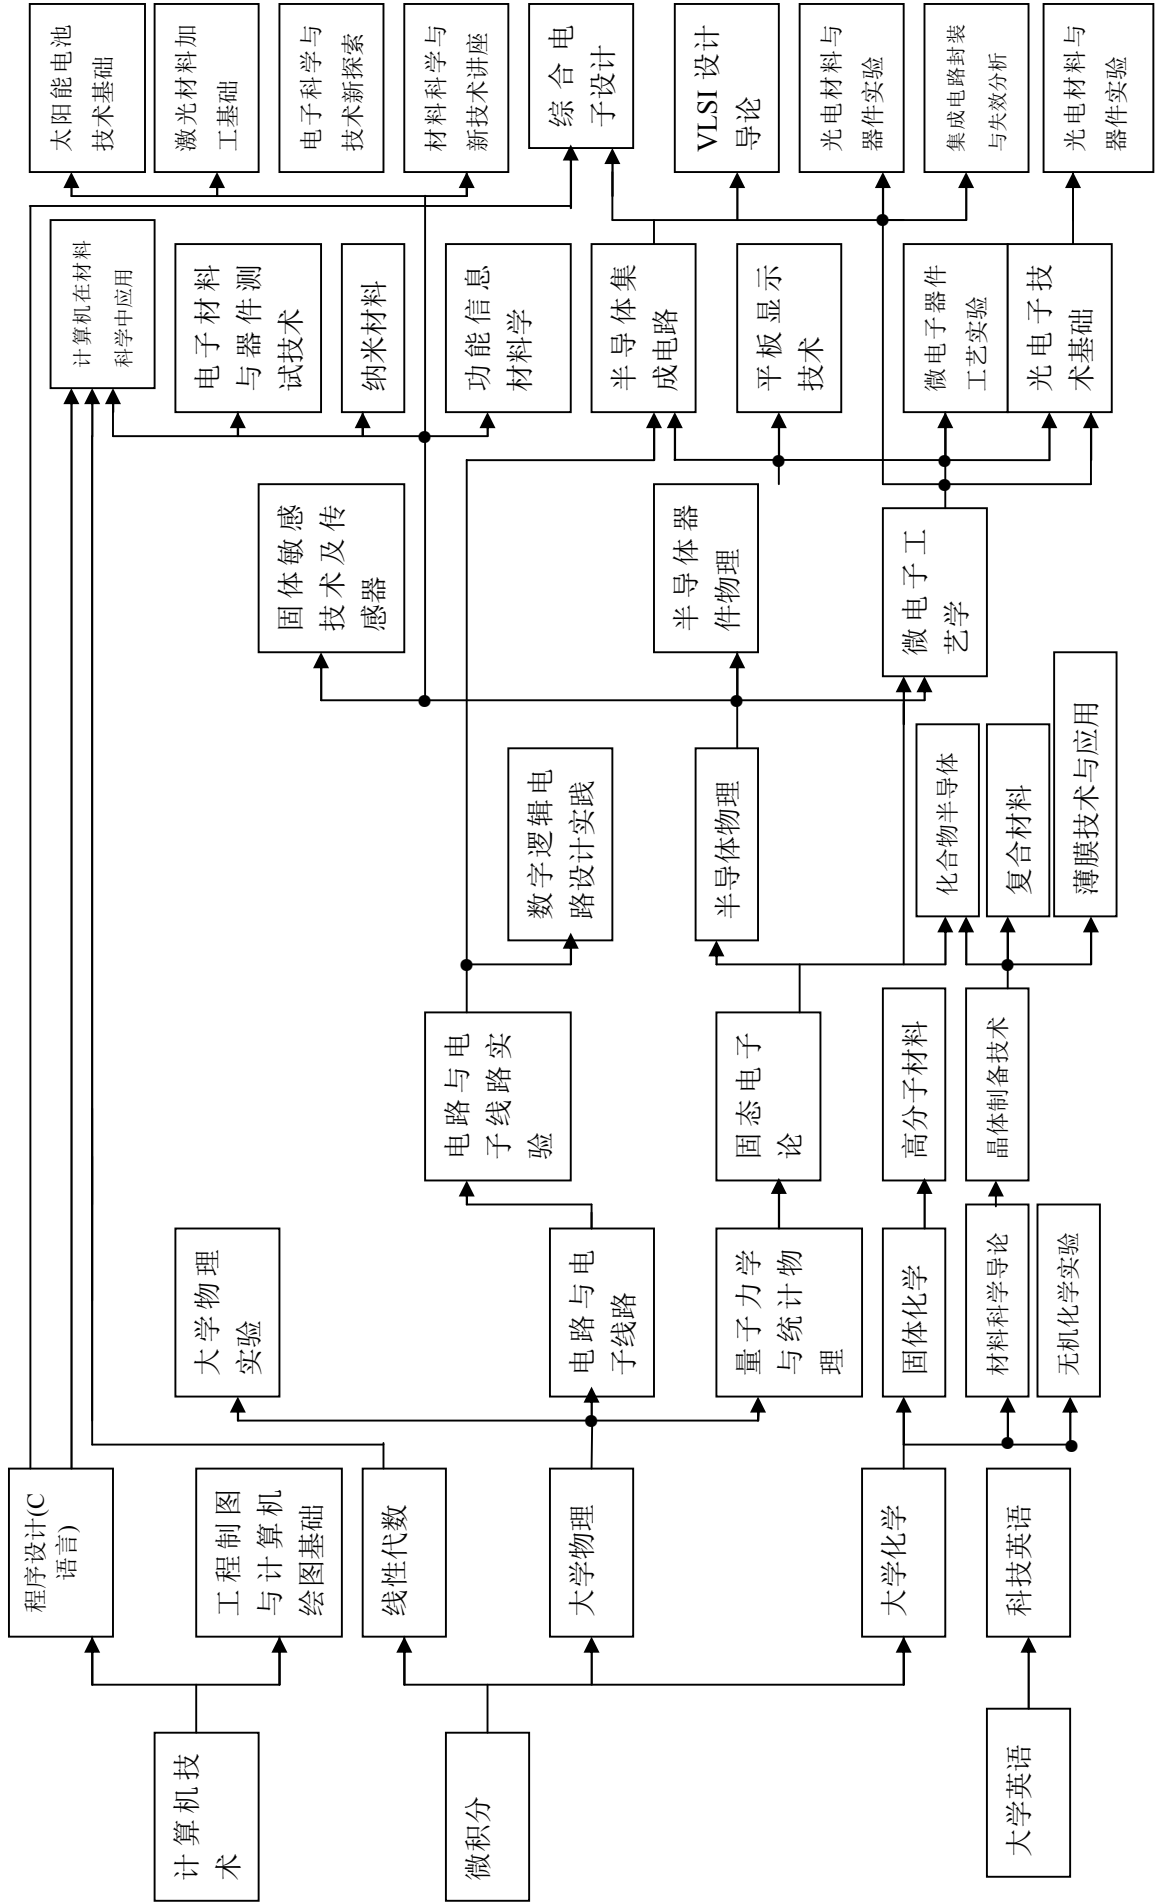 计算机技
术
微积分
大学英语
程序设计(C
语言)
工程制图
与计算机
绘图基础
线性代数
大学物理
大学化学
科技英语
大学物理
实验
电路与电
子线路
量子力学
与统计物
理
固体化学
材料科学导论
无机化学实验
电路与电
子线路实
验
固态电子
论
高分子材料
晶体制备技术
数字逻辑电
路设计实践
半导体物理
化合物半导体
复合材料
薄膜技术与应用
固体敏感
技术及传
感器
半导体器
件物理
微电子工
艺学
计算机在材料
科学中应用
电子材料
与器件测
试技术
纳米材料
功能信息
材料学
半导体集
成电路
平板显示
技术
微电子器件
工艺实验
光电子技
术基础
太阳能电池
技术基础
激光材料加
工基础
电子科学与
技术新探索
材料科学与
新技术讲座
综合电
子设计
VLSI 设计
导论
光电材料与
器件实验
集成电路封装
与失效分析
光电材料与
器件实验